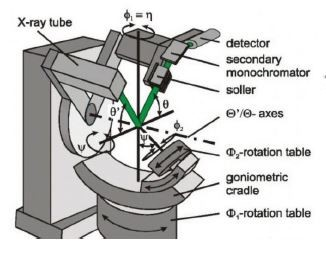 X-ray tube
ϕ₁ = η
detector
secondary
monochromator
soller
θ'
θ
Θ'/Θ- axes
ϕ₂
ψ
ψ
Φ₂-rotation table
goniometric
cradle
Φ₁-rotation table